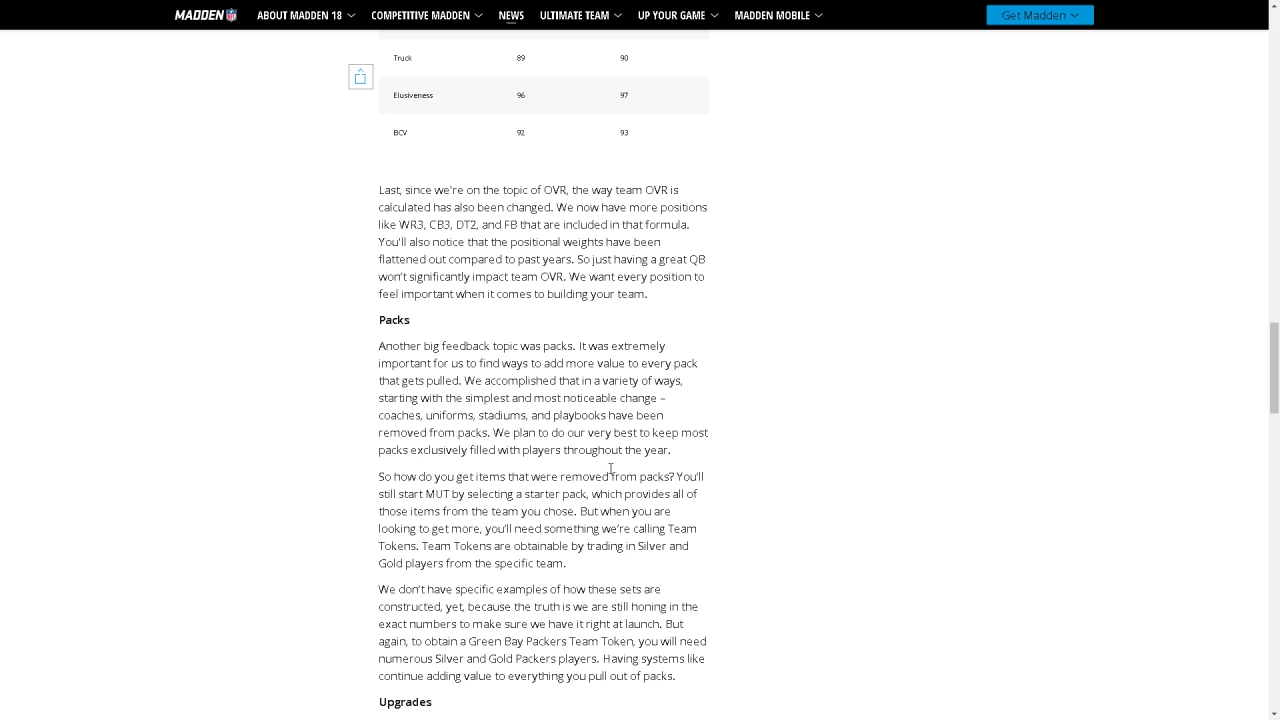 MADDEN NFL ABOUT MADDEN 18 COMPETITIVE MADDEN NEWS ULTIMATE TEAM UP YOUR GAME MADDEN MOBILE Get Madden
Truck 89 90
Elusiveness 96 97
BCV 92 93
Last, since we're on the topic of OVR, the way team OVR is
calculated has also been changed. We now have more positions
like WR3, CB3, DT2, and FB that are included in that formula.
You'll also notice that the positional weights have been
flattened out compared to past years. So just having a great QB
won't significantly impact team OVR. We want every position to
feel important when it comes to building your team.
Packs
Another big feedback topic was packs. It was extremely
important for us to find ways to add more value to every pack
that gets pulled. We accomplished that in a variety of ways,
starting with the simplest and most noticeable change –
coaches, uniforms, stadiums, and playbooks have been
removed from packs. We plan to do our very best to keep most
packs exclusively filled with players throughout the year.
So how do you get items that were removed from packs? You'll
still start MUT by selecting a starter pack, which provides all of
those items from the team you chose. But when you are
looking to get more, you'll need something we're calling Team
Tokens. Team Tokens are obtainable by trading in Silver and
Gold players from the specific team.
We don't have specific examples of how these sets are
constructed, yet, because the truth is we are still honing in the
exact numbers to make sure we have it right at launch. But
again, to obtain a Green Bay Packers Team Token, you will need
numerous Silver and Gold Packers players. Having systems like
continue adding value to everything you pull out of packs.
Upgrades